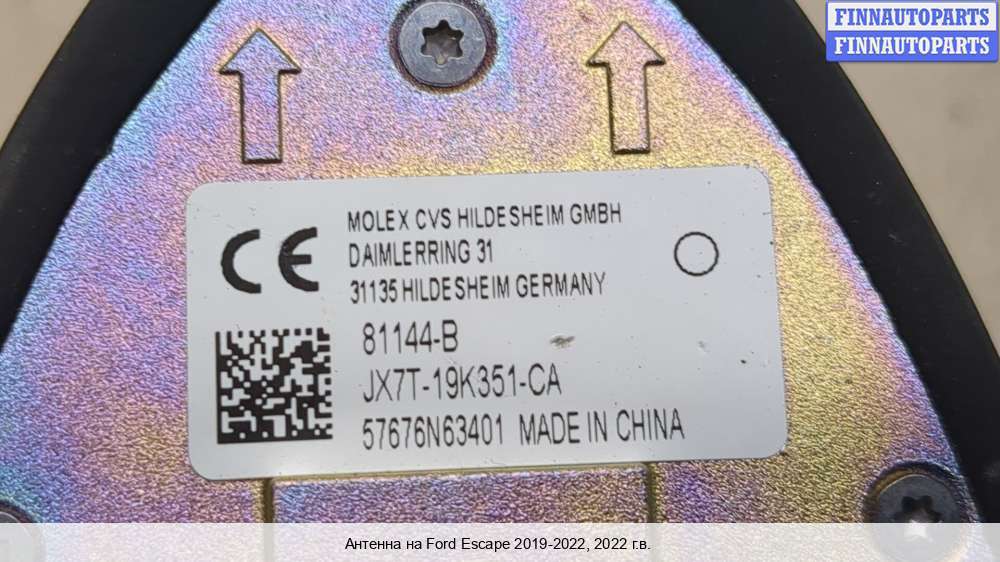 FINNAUTOPARTS
FINNAUTOPARTS
MOLEX CVS HILDESHEIM GMBH
DAIMLERRING 31
31135 HILDESHEIM GERMANY
CE
81144-B
JX7T-19K351-CA
57676N63401 MADE IN CHINA
Антенна на Ford Escape 2019-2022, 2022 г.в.